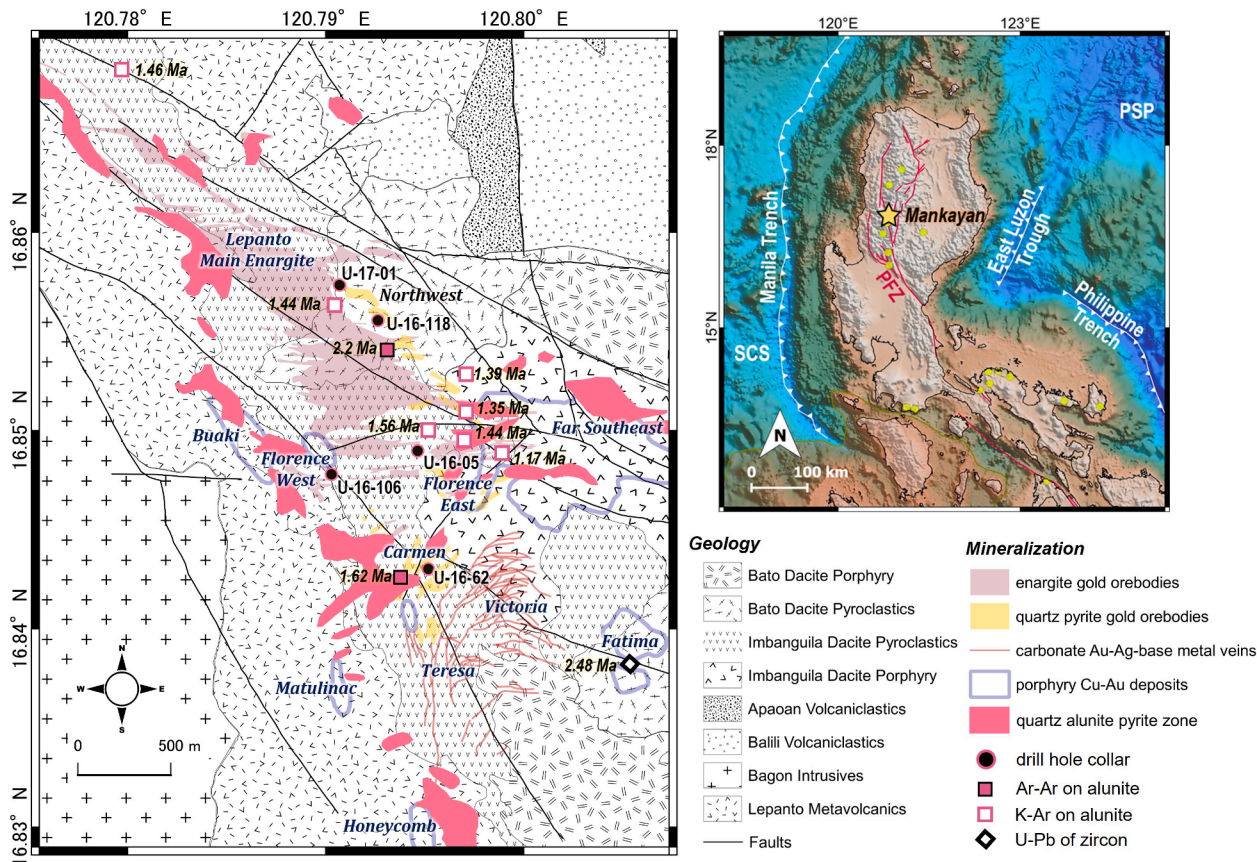 120.78° E
120.79° E
120.80° E
16.86° N
16.85° N
16.84° N
16.83° N
1.46 Ma
Lepanto
Main Enargite
U-17-01
Northwest
1.44 Ma
U-16-118
2.2 Ma
1.39 Ma
1.35 Ma
1.56 Ma
1.44 Ma
Far Southeast
Buaki
Florence
West
U-16-05
1.17 Ma
U-16-106
Florence
East
Carmen
1.62 Ma
U-16-62
Victoria
Fatima
2.48 Ma
Teresa
Matulinac
N
W
E
S
0 500 m
Honeycomb
120°E
123°E
18°N
15°N
PSP
Mankayan
Manila Trench
East Luzon
Trough
PFZ
Philippine
Trench
SCS
N
0 100 km
Geology
Bato Dacite Porphyry
Bato Dacite Pyroclastics
Imbanguila Dacite Pyroclastics
Imbanguila Dacite Porphyry
Apaoan Volcaniclastics
Balili Volcaniclastics
Bagon Intrusives
Lepanto Metavolcanics
Faults
Mineralization
enargite gold orebodies
quartz pyrite gold orebodies
carbonate Au-Ag-base metal veins
porphyry Cu-Au deposits
quartz alunite pyrite zone
drill hole collar
Ar-Ar on alunite
K-Ar on alunite
U-Pb of zircon